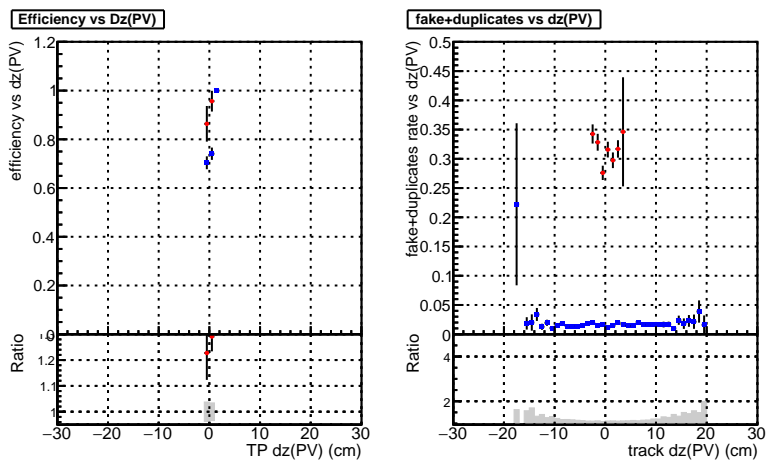 Efficiency vs Dz(PV)
efficiency vs dz(PV)
1.2
1
0.8
0.6
0.4
0.2
0
Ratio
1.2
1.1
1
−30 −20 −10 0 10 20 30
TP dz(PV) (cm)
fake+duplicates vs dz(PV)
fake+duplicates rate vs dz(PV)
0.5
0.45
0.4
0.35
0.3
0.25
0.2
0.15
0.1
0.05
0
Ratio
4
2
−30 −20 −10 0 10 20 30
track dz(PV) (cm)